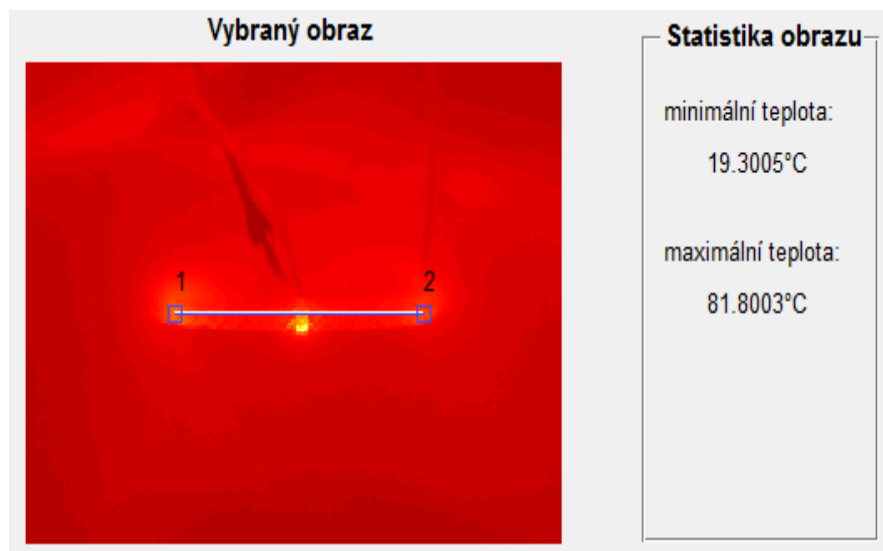 Vybraný obraz
1
2
Statistika obrazu
minimální teplota:
19.3005°C
maximální teplota:
81.8003°C